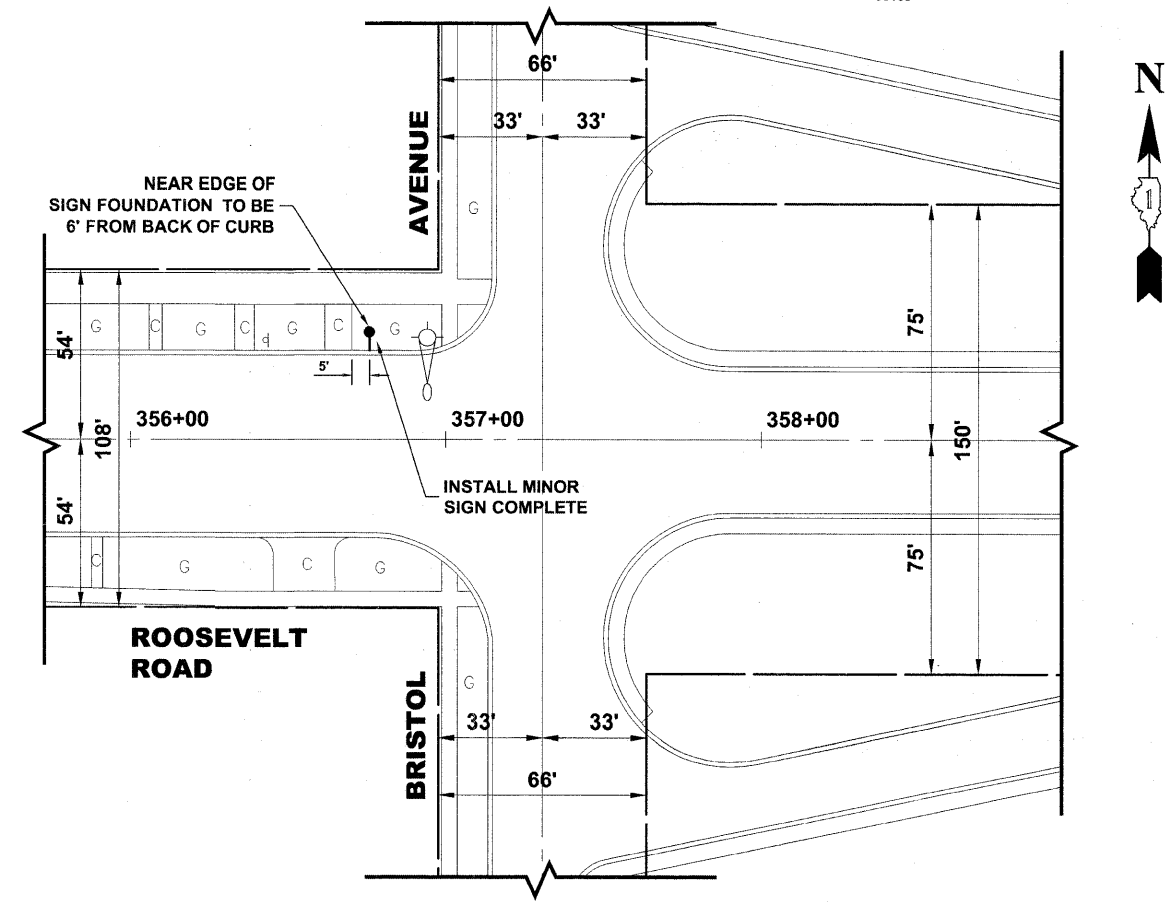 66'
N
33' 33'
AVENUE
NEAR EDGE OF
SIGN FOUNDATION TO BE
6' FROM BACK OF CURB
G
1
G C G C G C G
d
5'
54'
108'
54'
75'
150'
75'
356+00 357+00 358+00
INSTALL MINOR
SIGN COMPLETE
C G C G
ROOSEVELT
ROAD
BRISTOL
G
33' 33'
66'